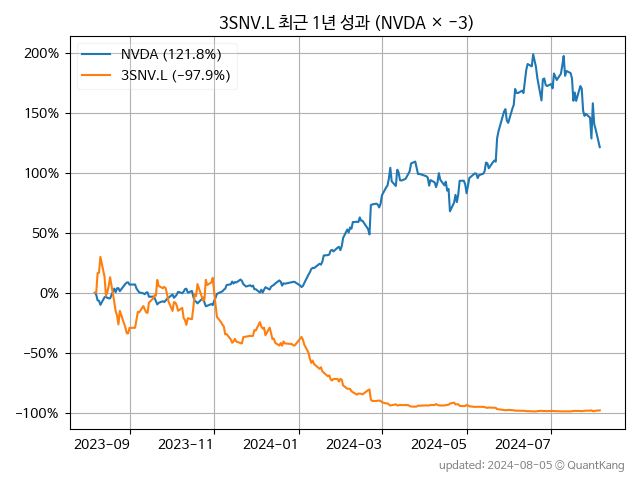 3SNV.L 최근 1년 성과 (NVDA × −3)
NVDA (121.8%)
3SNV.L (−97.9%)
200%
150%
100%
50%
0%
−50%
−100%
2023-09 2023-11 2024-01 2024-03 2024-05 2024-07
updated: 2024-08-05 ⓒ QuantKang